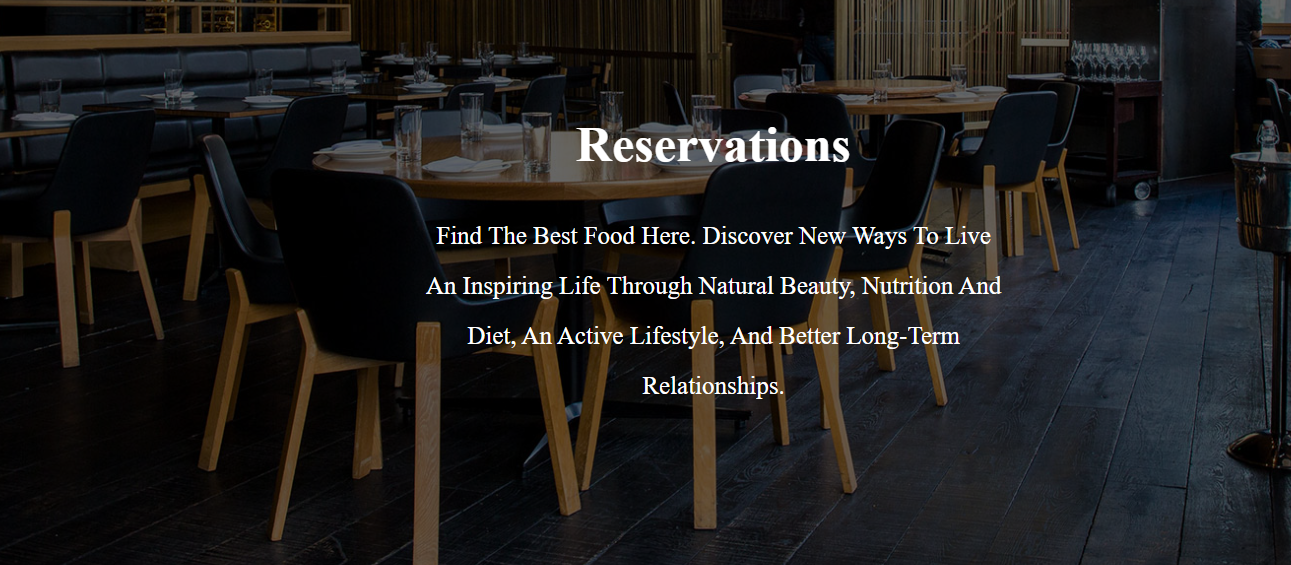 Reservations
Find The Best Food Here. Discover New Ways To Live
An Inspiring Life Through Natural Beauty, Nutrition And
Diet, An Active Lifestyle, And Better Long-Term
Relationships.